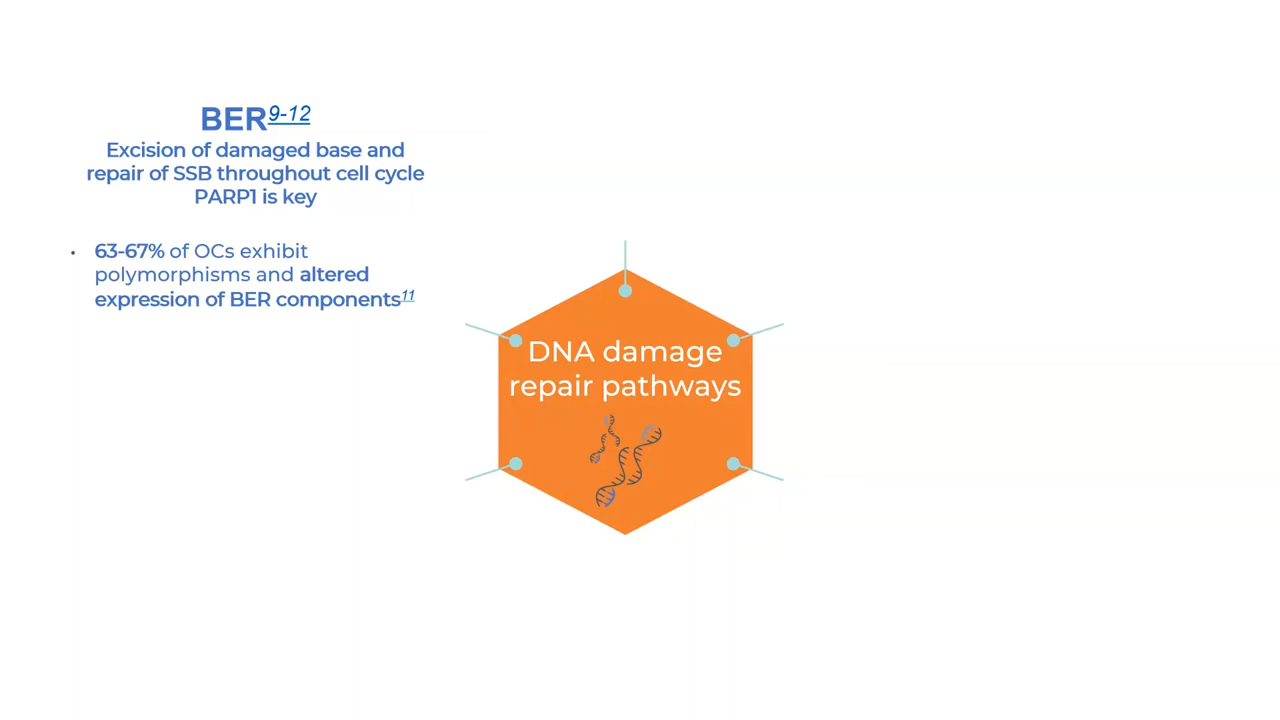 BER9-12
Excision of damaged base and
repair of SSB throughout cell cycle
PARP1 is key
• 63-67% of OCs exhibit
polymorphisms and altered
expression of BER components11
DNA damage
repair pathways